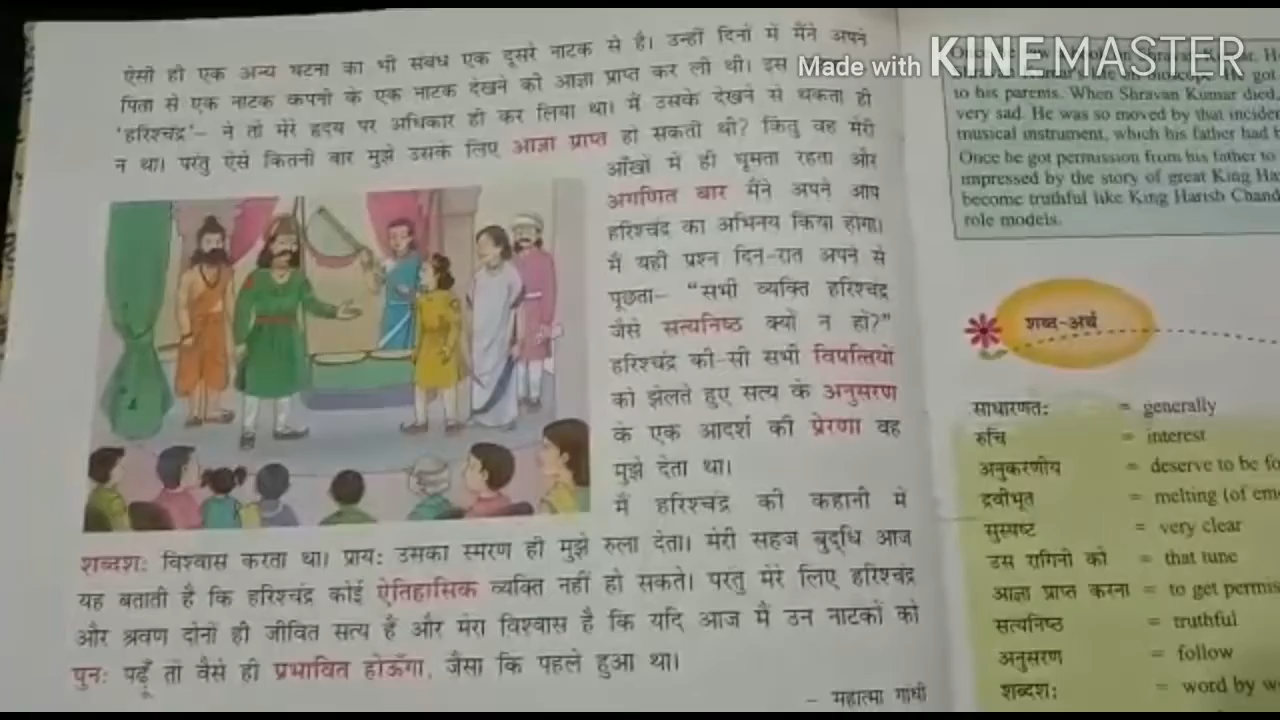 ऐसी ही एक अन्य घटना का भी संबंध एक दूसरे नाटक से है। उन्हीं दिनों में मैंने अपने
पिता से एक नाटक कंपनी के एक नाटक देखने की आज्ञा प्राप्त कर ली थी। इस
'हरिश्चंद्र'– ने तो मेरे हृदय पर अधिकार ही कर लिया था। मैं उसके देखने से थकता ही
न था। परंतु ऐसे कितनी बार मुझे उसके लिए आज्ञा प्राप्त हो सकती थी? किंतु वह मेरी
आँखों में ही घूमता रहता और
अगणित बार मैंने अपने आप
हरिश्चंद्र का अभिनय किया होगा।
मैं यही प्रश्न दिन-रात अपने से
पूछता– "सभी व्यक्ति हरिश्चंद्र
जैसे सत्यनिष्ठ क्यों न हों?"
हरिश्चंद्र की-सी सभी विपत्तियों
को झेलते हुए सत्य के अनुसरण
के एक आदर्श की प्रेरणा वह
मुझे देता था।
मैं हरिश्चंद्र की कहानी में
शब्दशः विश्वास करता था। प्रायः उसका स्मरण ही मुझे रुला देता। मेरी सहज बुद्धि आज
यह बताती है कि हरिश्चंद्र कोई ऐतिहासिक व्यक्ति नहीं हो सकते। परंतु मेरे लिए हरिश्चंद्र
और श्रवण दोनों ही जीवित सत्य हैं और मेरा विश्वास है कि यदि आज मैं उन नाटकों को
पुनः पढ़ूँ तो वैसे ही प्रभावित होऊँगा, जैसा कि पहले हुआ था।
– महात्मा गांधी
Made with KINEMASTER
to his parents. When Shravan Kumar died,
very sad. He was so moved by that inciden
musical instrument, which his father had
Once he got permission from his father to
impressed by the story of great King Ha
become truthful like King Harish Chand
role models.
शब्द-अर्थ
साधारणतः = generally
रुचि = interest
अनुकरणीय = deserve to be fo
द्रवीभूत = melting (of em
सुस्पष्ट = very clear
उस रागिनी को = that tune
आज्ञा प्राप्त करना = to get permis
सत्यनिष्ठ = truthful
अनुसरण = follow
शब्दशः = word by w